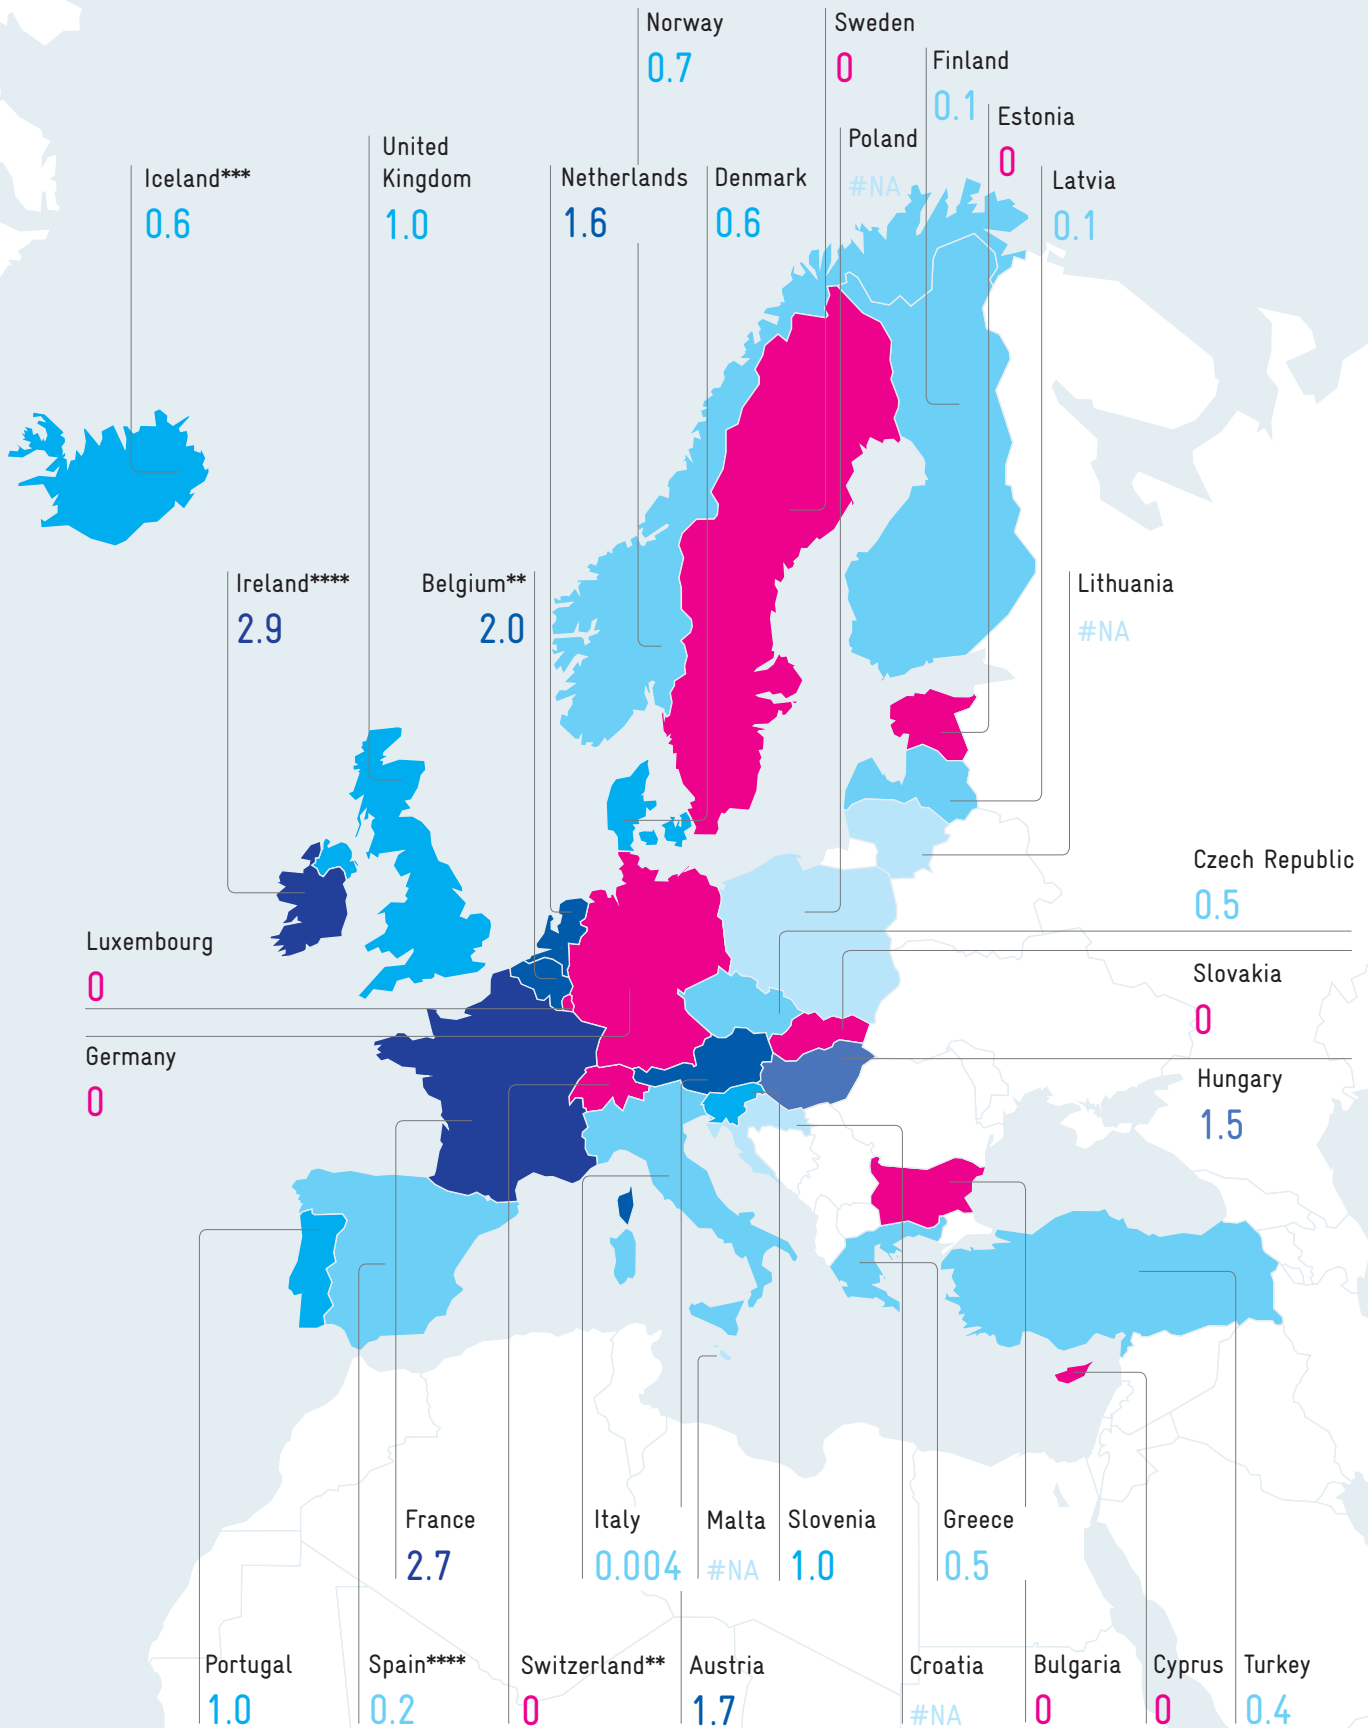 Norway
0.7
Sweden
0
Finland
0.1
Estonia
0
Poland
#NA
Latvia
0.1
United
Kingdom
1.0
Iceland***
0.6
Netherlands
1.6
Denmark
0.6
Ireland****
2.9
Belgium**
2.0
Lithuania
#NA
Czech Republic
0.5
Luxembourg
0
Slovakia
0
Germany
0
Hungary
1.5
France
2.7
Italy
0.004
Malta
#NA
Slovenia
1.0
Greece
0.5
Portugal
1.0
Spain****
0.2
Switzerland**
0
Austria
1.7
Croatia
#NA
Bulgaria
0
Cyprus
0
Turkey
0.4